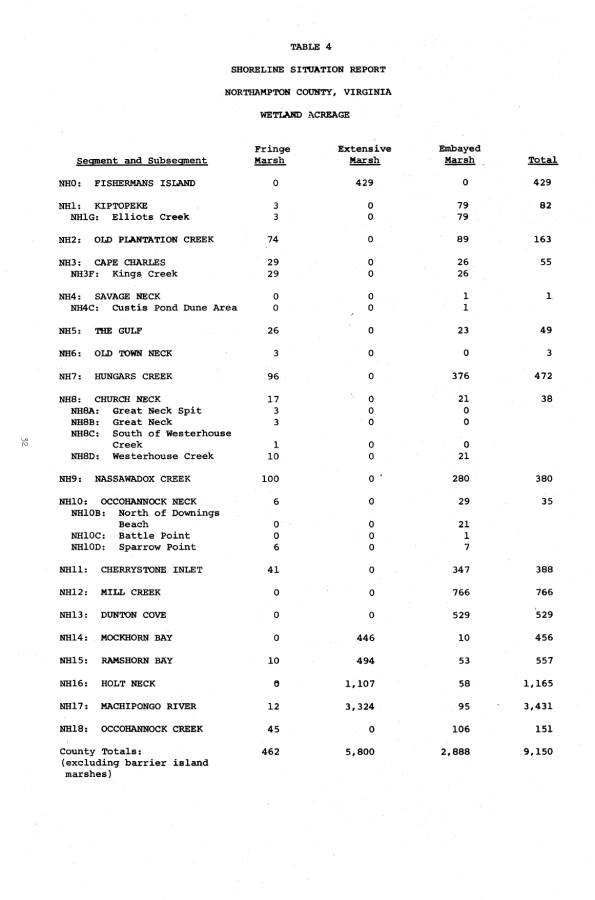 TABLE 4
SHORELINE SITUATION REPORT
NORTHAMPTON COUNTY, VIRGINIA
WETLAND ACREAGE
Fringe Extensive Embayed
Segment and Subsegment Marsh Marsh Marsh Total
NH0: FISHERMANS ISLAND 0 429 0 429
NH1: KIPTOPEKE 3 0 79 82
NH1G: Elliots Creek 3 0 79
NH2: OLD PLANTATION CREEK 74 0 89 163
NH3: CAPE CHARLES 29 0 26 55
NH3F: Kings Creek 29 0 26
NH4: SAVAGE NECK 0 0 1 1
NH4C: Custis Pond Dune Area 0 0 1
NH5: THE GULF 26 0 23 49
NH6: OLD TOWN NECK 3 0 0 3
NH7: HUNGARS CREEK 96 0 376 472
NH8: CHURCH NECK 17 0 21 38
NH8A: Great Neck Spit 3 0 0
NH8B: Great Neck 3 0 0
NH8C: South of Westerhouse
Creek 1 0 0
NH8D: Westerhouse Creek 10 0 21
NH9: NASSAWADOX CREEK 100 0 280 380
NH10: OCCOHANNOCK NECK 6 0 29 35
NH10B: North of Downings
Beach 0 0 21
NH10C: Battle Point 0 0 1
NH10D: Sparrow Point 6 0 7
NH11: CHERRYSTONE INLET 41 0 347 388
NH12: MILL CREEK 0 0 766 766
NH13: DUNTON COVE 0 0 529 529
NH14: MOCKHORN BAY 0 446 10 456
NH15: RAMSHORN BAY 10 494 53 557
NH16: HOLT NECK 0 1,107 58 1,165
NH17: MACHIPONGO RIVER 12 3,324 95 3,431
NH18: OCCOHANNOCK CREEK 45 0 106 151
County Totals: 462 5,800 2,888 9,150
(excluding barrier island
marshes)
32